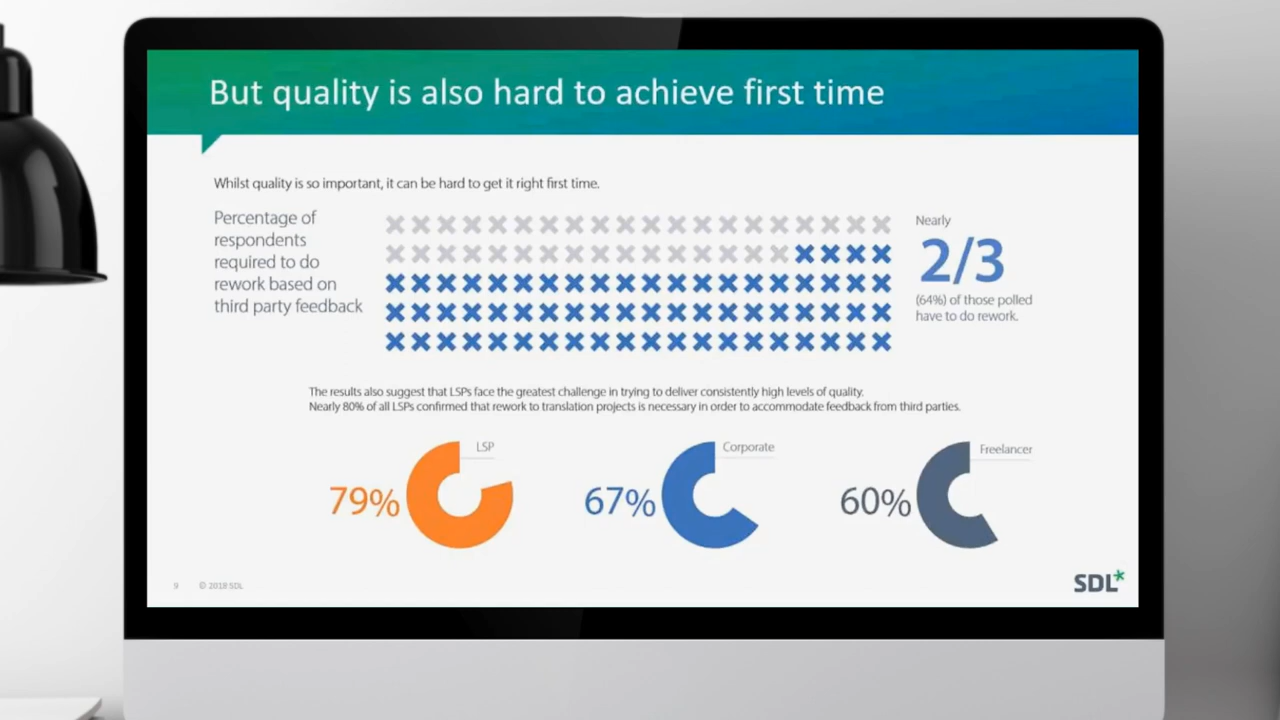 But quality is also hard to achieve first time
Whilst quality is so important, it can be hard to get it right first time.
Percentage of
respondents
required to do
rework based on
third party feedback
Nearly
2/3
(64%) of those polled
have to do rework.
The results also suggest that LSPs face the greatest challenge in trying to deliver consistently high levels of quality.
Nearly 80% of all LSPs confirmed that rework to translation projects is necessary in order to accommodate feedback from third parties.
LSP
79%
Corporate
67%
Freelancer
60%
9 © 2018 SDL
SDL*